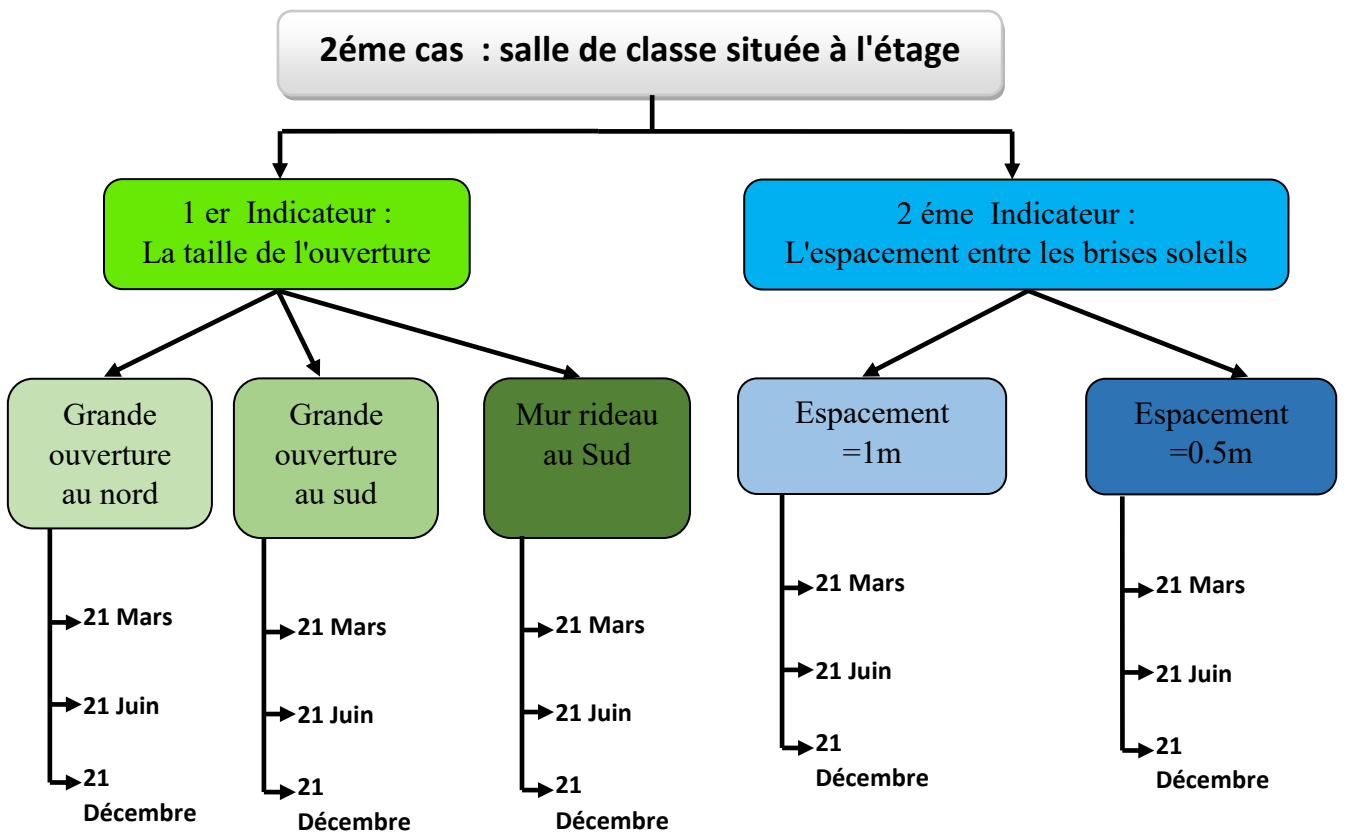 2éme cas : salle de classe située à l'étage
1 er Indicateur :
La taille de l'ouverture
2 éme Indicateur :
L'espacement entre les brises soleils
Grande
ouverture
au nord
Grande
ouverture
au sud
Mur rideau
au Sud
Espacement
=1m
Espacement
=0.5m
21 Mars
21 Juin
21
Décembre
21 Mars
21 Juin
21
Décembre
21 Mars
21 Juin
21
Décembre
21 Mars
21 Juin
21
Décembre
21 Mars
21 Juin
21
Décembre